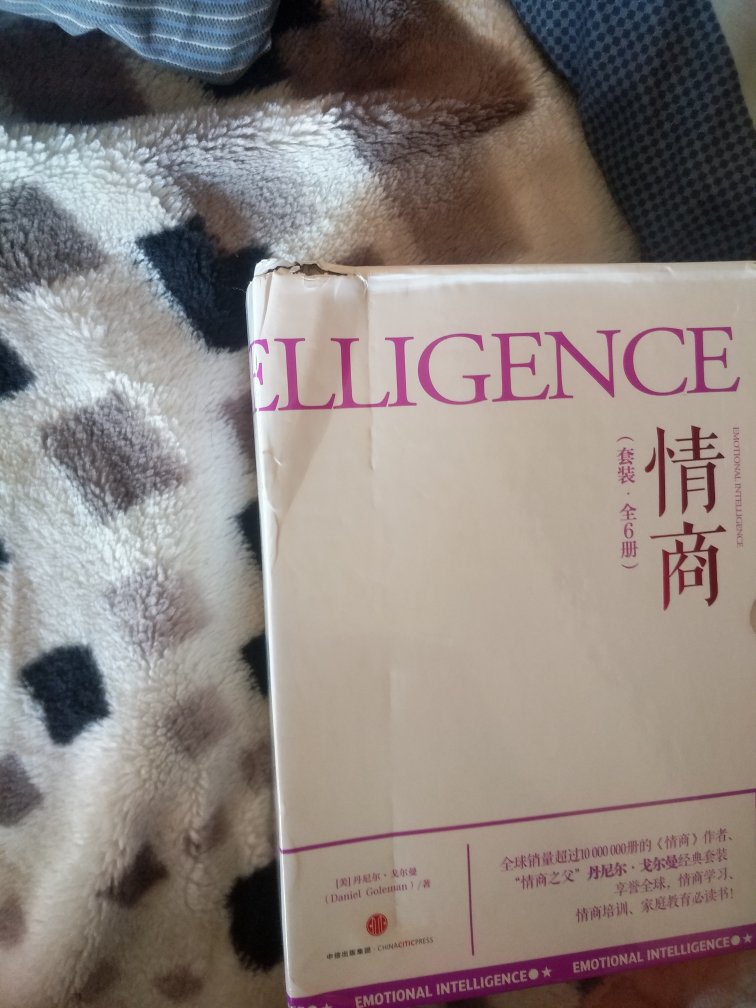 ELLIGENCE
情商
EMOTIONAL INTELLIGENCE
（套装·全6册）
[美]丹尼尔·戈尔曼
（Daniel Goleman）/著
中信出版集团·CHINACITICPRESS
全球销量超过10 000 000册的《情商》作者、
“情商之父”丹尼尔·戈尔曼经典套装
享誉全球，情商学习、
情商培训、家庭教育必读书!
EMOTIONAL INTELLIGENCE●★ EMOTIONAL INTELLIGENCE●★